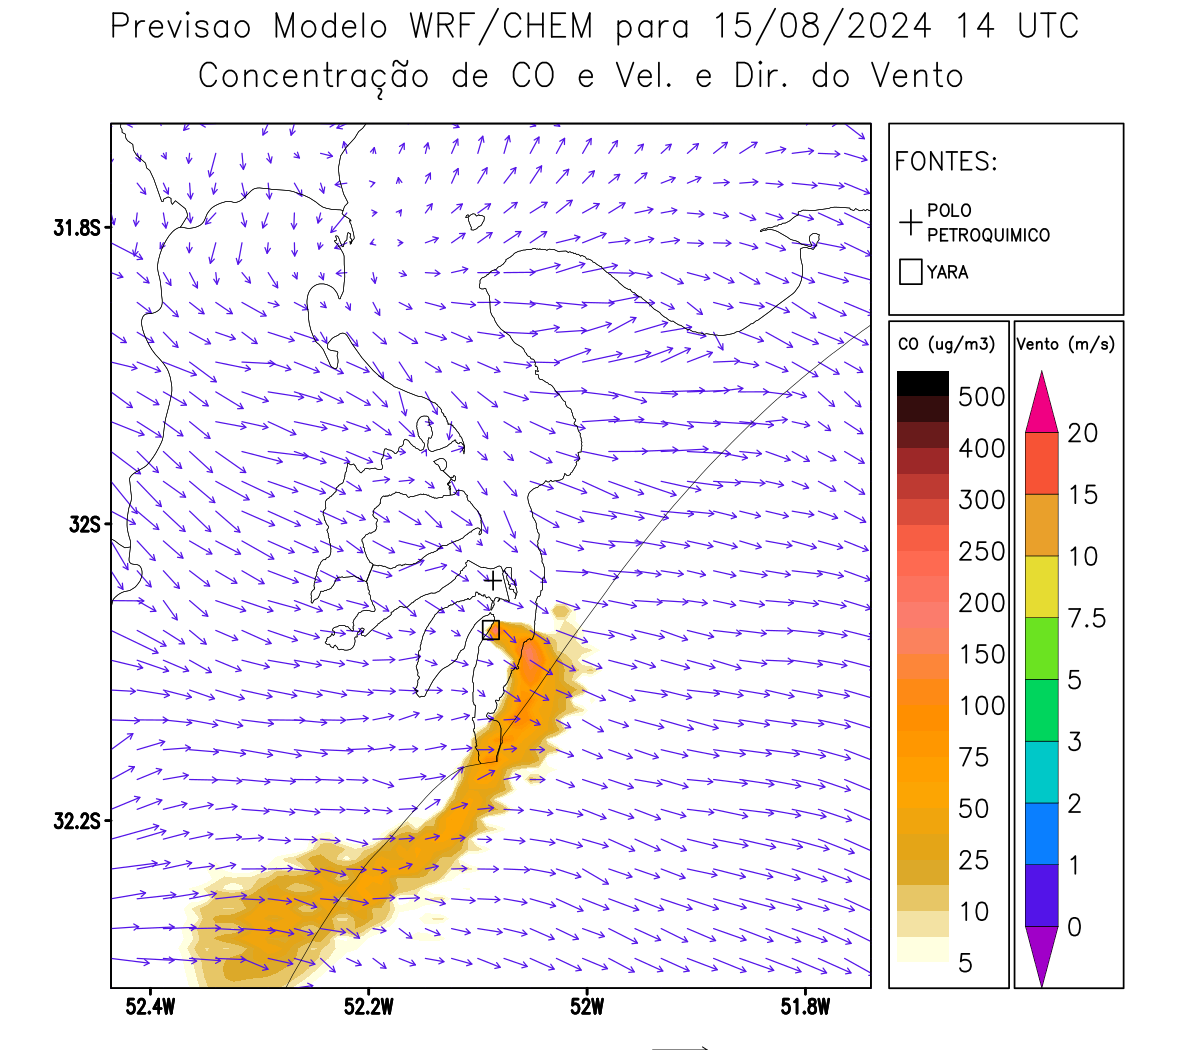 Previsao Modelo WRF/CHEM para 15/08/2024 14 UTC
Concentração de CO e Vel. e Dir. do Vento
FONTES:
POLO
PETROQUIMICO
YARA
CO (ug/m3)
500
400
300
250
200
150
100
75
50
25
10
5
Vento (m/s)
20
15
10
7.5
5
3
2
1
0
31.8S
32S
32.2S
52.4W
52.2W
52W
51.8W